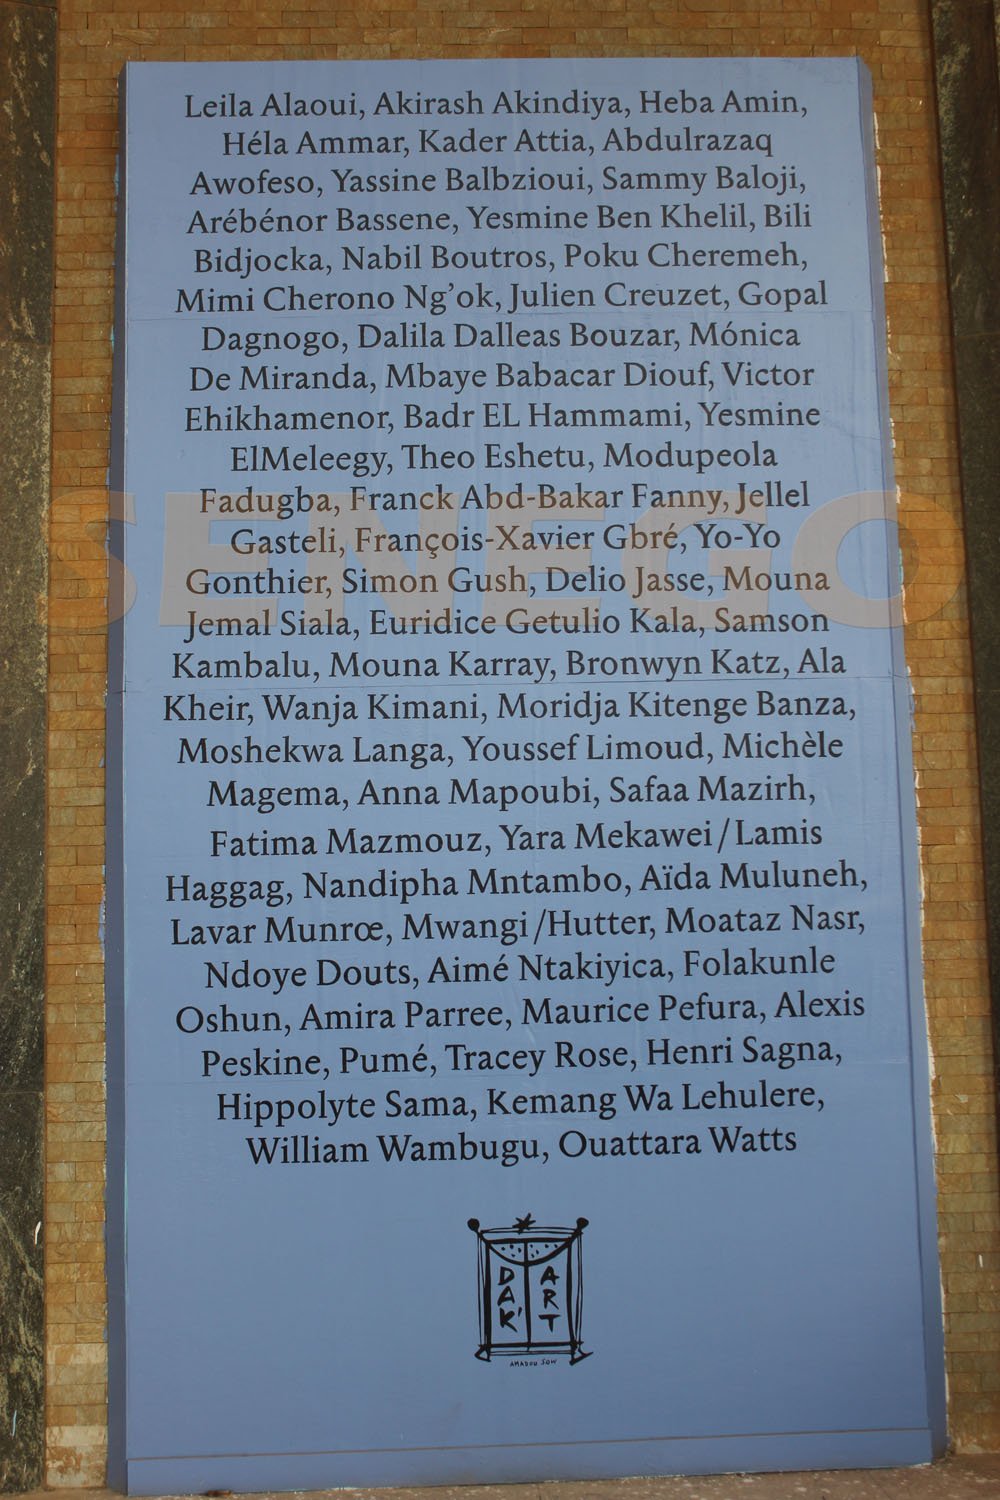 Leila Alaoui, Akirash Akindiya, Heba Amin,
Héla Ammar, Kader Attia, Abdulrazaq
Awofeso, Yassine Balbzioui, Sammy Baloji,
Arébénor Bassene, Yesmine Ben Khelil, Bili
Bidjocka, Nabil Boutros, Poku Cheremeh,
Mimi Cherono Ng'ok, Julien Creuzet, Gopal
Dagnogo, Dalila Dalleas Bouzar, Mónica
De Miranda, Mbaye Babacar Diouf, Victor
Ehikhamenor, Badr EL Hammami, Yesmine
ElMeleegy, Theo Eshetu, Modupeola
Fadugba, Franck Abd-Bakar Fanny, Jellel
Gasteli, François-Xavier Gbré, Yo-Yo
Gonthier, Simon Gush, Delio Jasse, Mouna
Jemal Siala, Euridice Getulio Kala, Samson
Kambalu, Mouna Karray, Bronwyn Katz, Ala
Kheir, Wanja Kimani, Moridja Kitenge Banza,
Moshekwa Langa, Youssef Limoud, Michèle
Magema, Anna Mapoubi, Safaa Mazirh,
Fatima Mazmouz, Yara Mekawei/Lamis
Haggag, Nandipha Mntambo, Aïda Muluneh,
Lavar Munrœ, Mwangi/Hutter, Moataz Nasr,
Ndoye Douts, Aimé Ntakiyica, Folakunle
Oshun, Amira Parree, Maurice Pefura, Alexis
Peskine, Pumé, Tracey Rose, Henri Sagna,
Hippolyte Sama, Kemang Wa Lehulere,
William Wambugu, Ouattara Watts
DAK' ART
AMADOU SOW
SENEGO